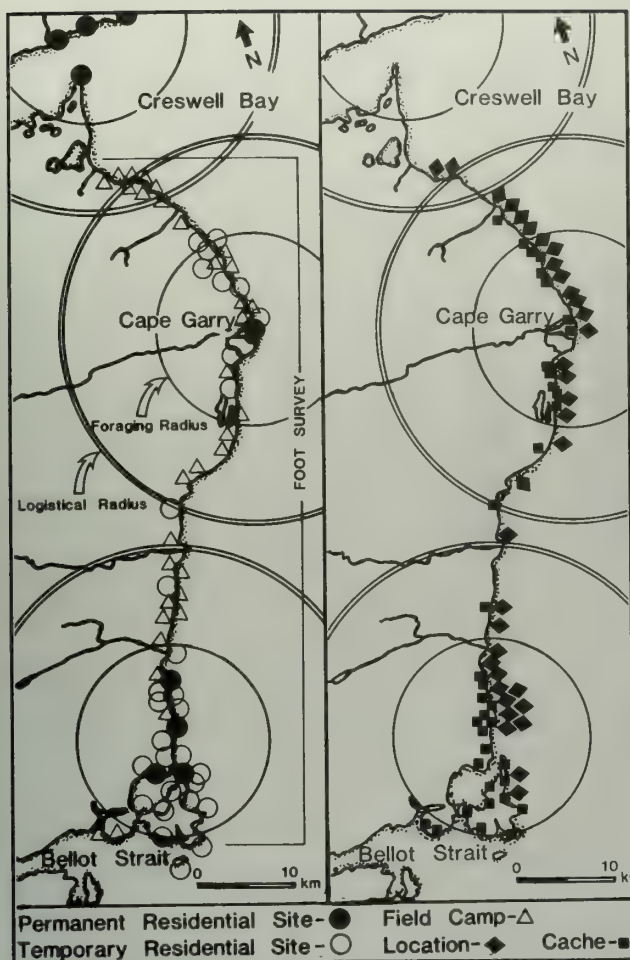 N
Creswell Bay
Cape Garry
Foraging Radius
Logistical Radius
FOOT SURVEY
Bellot Strait
0 10
km
N
Creswell Bay
Cape Garry
Bellot Strait
0 10
k
Permanent Residential Site- Field Camp-
Temporary Residential Site- Location- Cache-